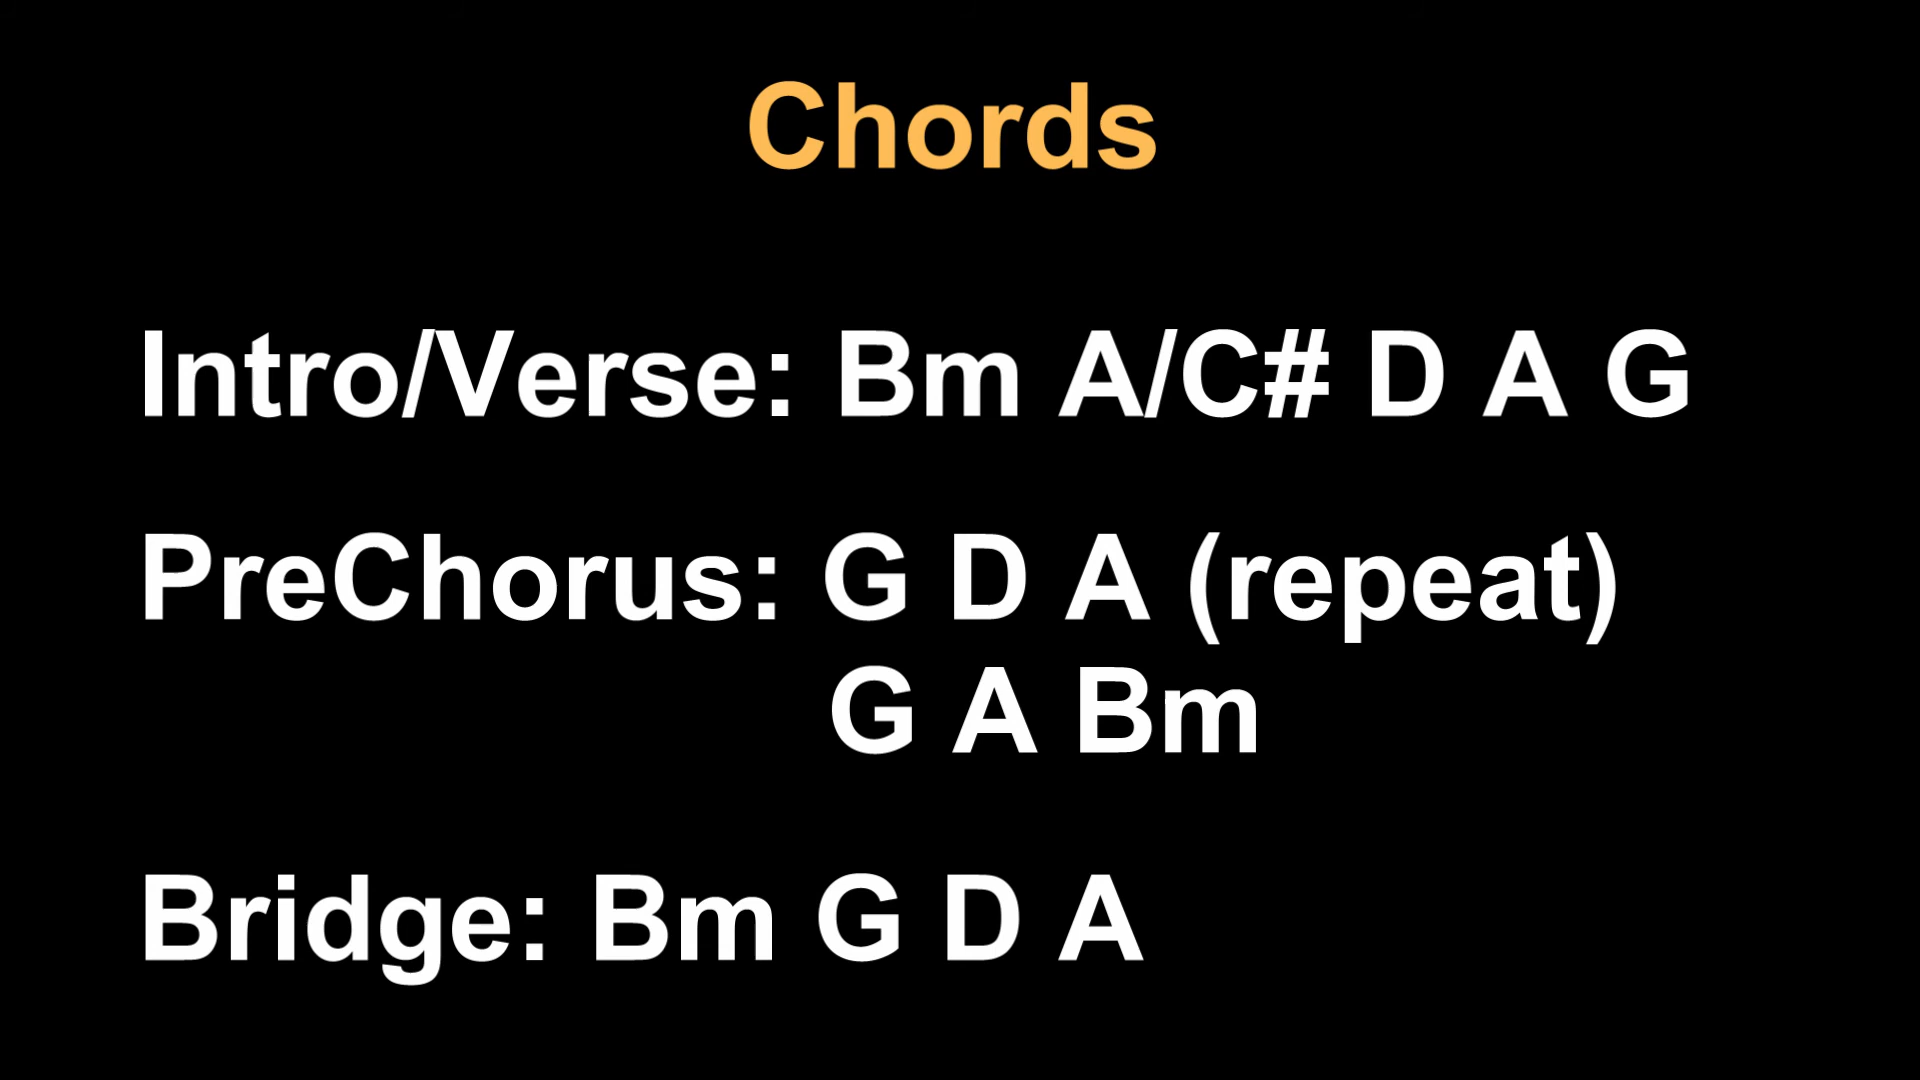 Chords
Intro/Verse: Bm A/C# D A G
PreChorus: G D A (repeat)
G A Bm
Bridge: Bm G D A